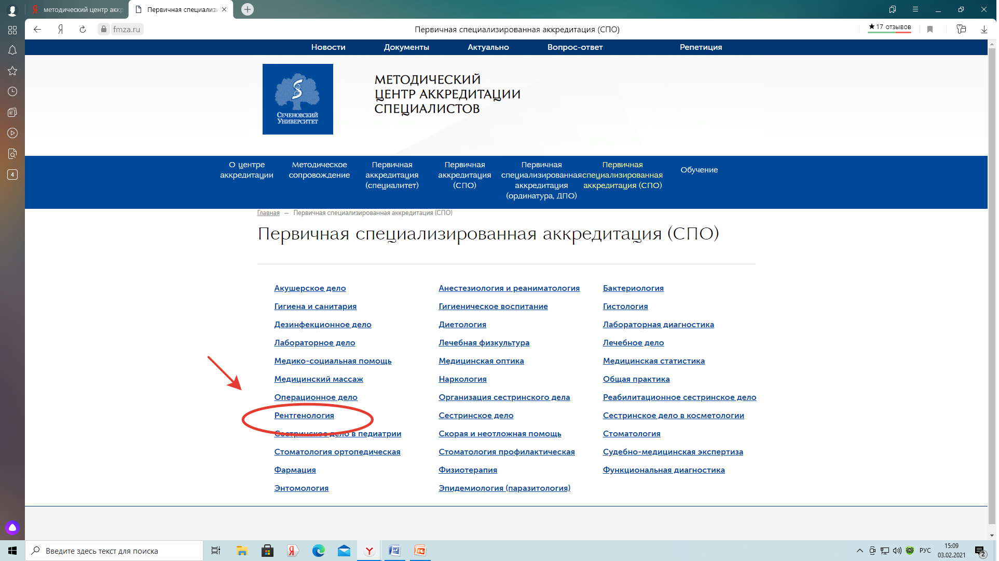 методический центр аккр
Первичная специализи
fmza.ru
Первичная специализированная аккредитация (СПО)
★17 отзывов
Новости
Документы
Актуально
Вопрос-ответ
Репетиция
СЕЧЕНОВСКИЙ
УНИВЕРСИТЕТ
МЕТОДИЧЕСКИЙ
ЦЕНТР АККРЕДИТАЦИИ
СПЕЦИАЛИСТОВ
О центре
аккредитации
Методическое
сопровождение
Первичная
аккредитация
(специалитет)
Первичная
аккредитация
(СПО)
Первичная
специализированная
аккредитация
(ординатура, ДПО)
Первичная
специализированная
аккредитация (СПО)
Обучение
4
Главная — Первичная специализированная аккредитация (СПО)
Первичная специализированная аккредитация (СПО)
Акушерское дело
Анестезиология и реаниматология
Бактериология
Гигиена и санитария
Гигиеническое воспитание
Гистология
Дезинфекционное дело
Диетология
Лабораторная диагностика
Лабораторное дело
Лечебная физкультура
Лечебное дело
Медико-социальная помощь
Медицинская оптика
Медицинская статистика
Медицинский массаж
Наркология
Общая практика
Операционное дело
Организация сестринского дела
Реабилитационное сестринское дело
Рентгенология
Сестринское дело
Сестринское дело в косметологии
Сестринское дело в педиатрии
Скорая и неотложная помощь
Стоматология
Стоматология ортопедическая
Стоматология профилактическая
Судебно-медицинская экспертиза
Фармация
Физиотерапия
Функциональная диагностика
Энтомология
Эпидемиология (паразитология)
Введите здесь текст для поиска
РУС
15:09
03.02.2021
2